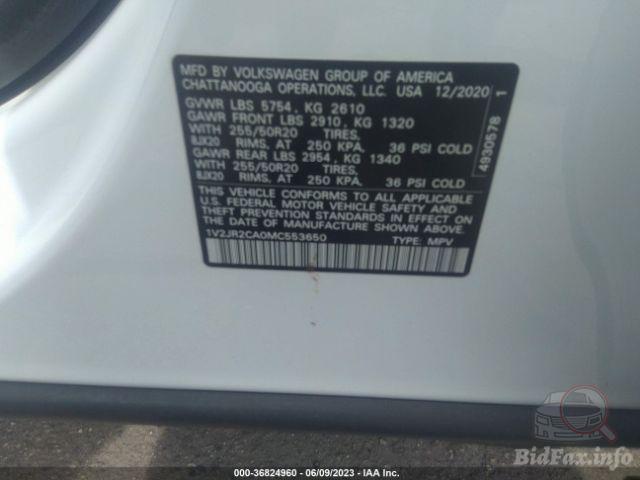 MFD BY VOLKSWAGEN GROUP OF AMERICA
CHATTANOOGA OPERATIONS, LLC. USA 12/2020
GVWR LBS 5754, KG 2610
GAWR FRONT LBS 2910, KG 1320
WITH 255/50R20 TIRES,
8JX20 RIMS, AT 250 KPA, 36 PSI COLD
GAWR REAR LBS 2954, KG 1340
WITH 255/50R20 TIRES,
8JX20 RIMS, AT 250 KPA, 36 PSI COLD
THIS VEHICLE CONFORMS TO ALL APPLICABLE
U.S. FEDERAL MOTOR VEHICLE SAFETY AND
THEFT PREVENTION STANDARDS IN EFFECT ON
THE DATE OF MANUFACTURE SHOWN ABOVE.
1V2JR2CA0MC553650 TYPE: MPV
4930578 1
000-36824960 - 06/09/2023 - IAA Inc.
BidFax.info